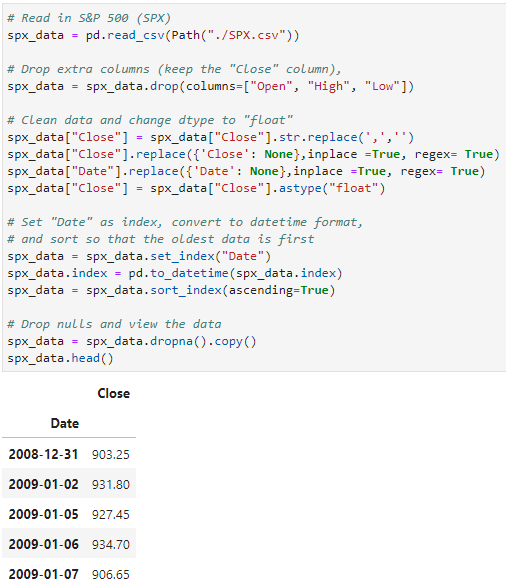 # Read in S&P 500 (SPX)
spx_data = pd.read_csv(Path("./SPX.csv"))
# Drop extra columns (keep the "Close" column),
spx_data = spx_data.drop(columns=["Open", "High", "Low"])
# Clean data and change dtype to "float"
spx_data["Close"] = spx_data["Close"].str.replace(',','')
spx_data["Close"].replace({'Close': None},inplace =True, regex= True)
spx_data["Date"].replace({'Date': None},inplace =True, regex= True)
spx_data["Close"] = spx_data["Close"].astype("float")
# Set "Date" as index, convert to datetime format,
# and sort so that the oldest data is first
spx_data = spx_data.set_index("Date")
spx_data.index = pd.to_datetime(spx_data.index)
spx_data = spx_data.sort_index(ascending=True)
# Drop nulls and view the data
spx_data = spx_data.dropna().copy()
spx_data.head()
Close
Date
2008-12-31 903.25
2009-01-02 931.80
2009-01-05 927.45
2009-01-06 934.70
2009-01-07 906.65